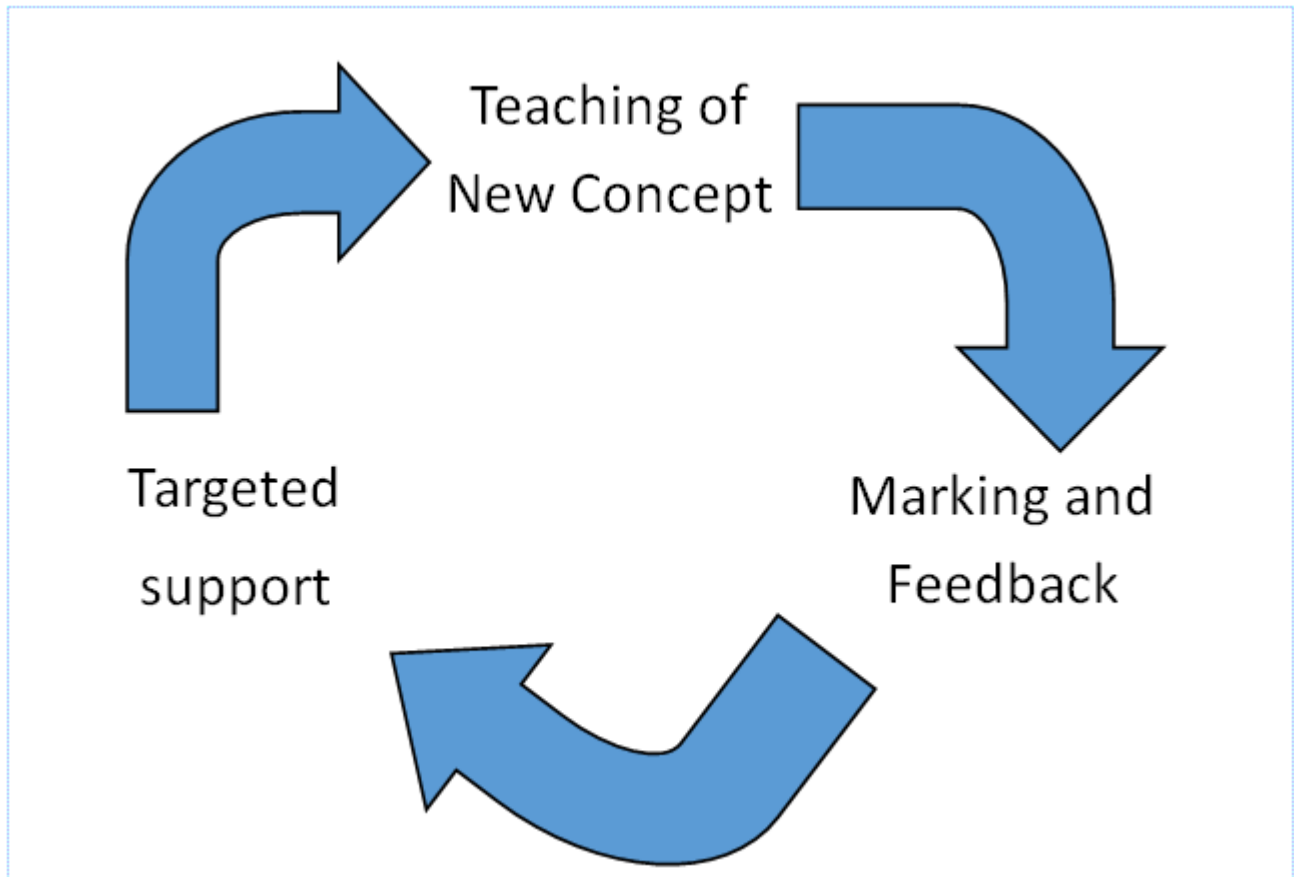 Teaching of
New Concept
Marking and
Feedback
Targeted
support